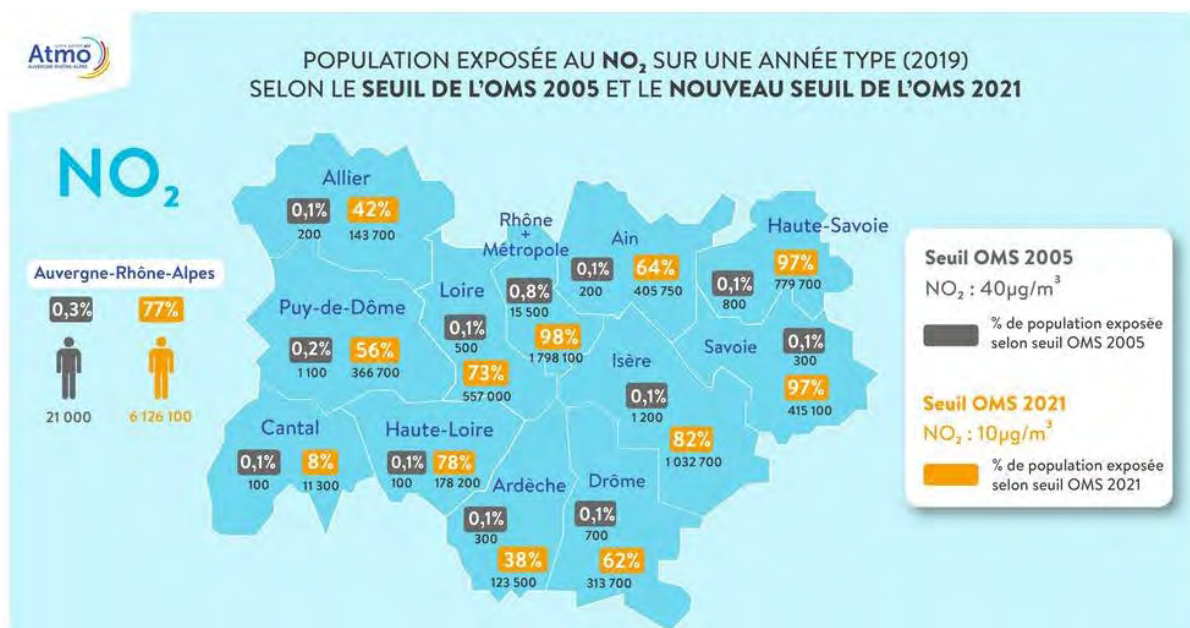 Atmo
AUVERGNE-RHÔNE-ALPES
POPULATION EXPOSÉE AU NO₂ SUR UNE ANNÉE TYPE (2019)
SELON LE SEUIL DE L'OMS 2005 ET LE NOUVEAU SEUIL DE L'OMS 2021
NO₂
Auvergne-Rhône-Alpes
0,3% 77%
21 000 6 126 100
Allier
0,1% 42%
200 143 700
Rhône
+
Métropole
0,8%
15 500
98%
1 798 100
Ain
0,1% 64%
200 405 750
Haute-Savoie
0,1% 97%
800 779 700
Puy-de-Dôme
0,2% 56%
1 100 366 700
Loire
0,1%
500
73%
557 000
Isère
0,1%
1 200
82%
1 032 700
Savoie
0,1%
300
97%
415 100
Cantal
0,1% 8%
100 11 300
Haute-Loire
0,1% 78%
100 178 200
Ardèche
0,1%
300
38%
123 500
Drôme
0,1%
700
62%
313 700
Seuil OMS 2005
NO₂ : 40µg/m³
% de population exposée
selon seuil OMS 2005
Seuil OMS 2021
NO₂ : 10µg/m³
% de population exposée
selon seuil OMS 2021